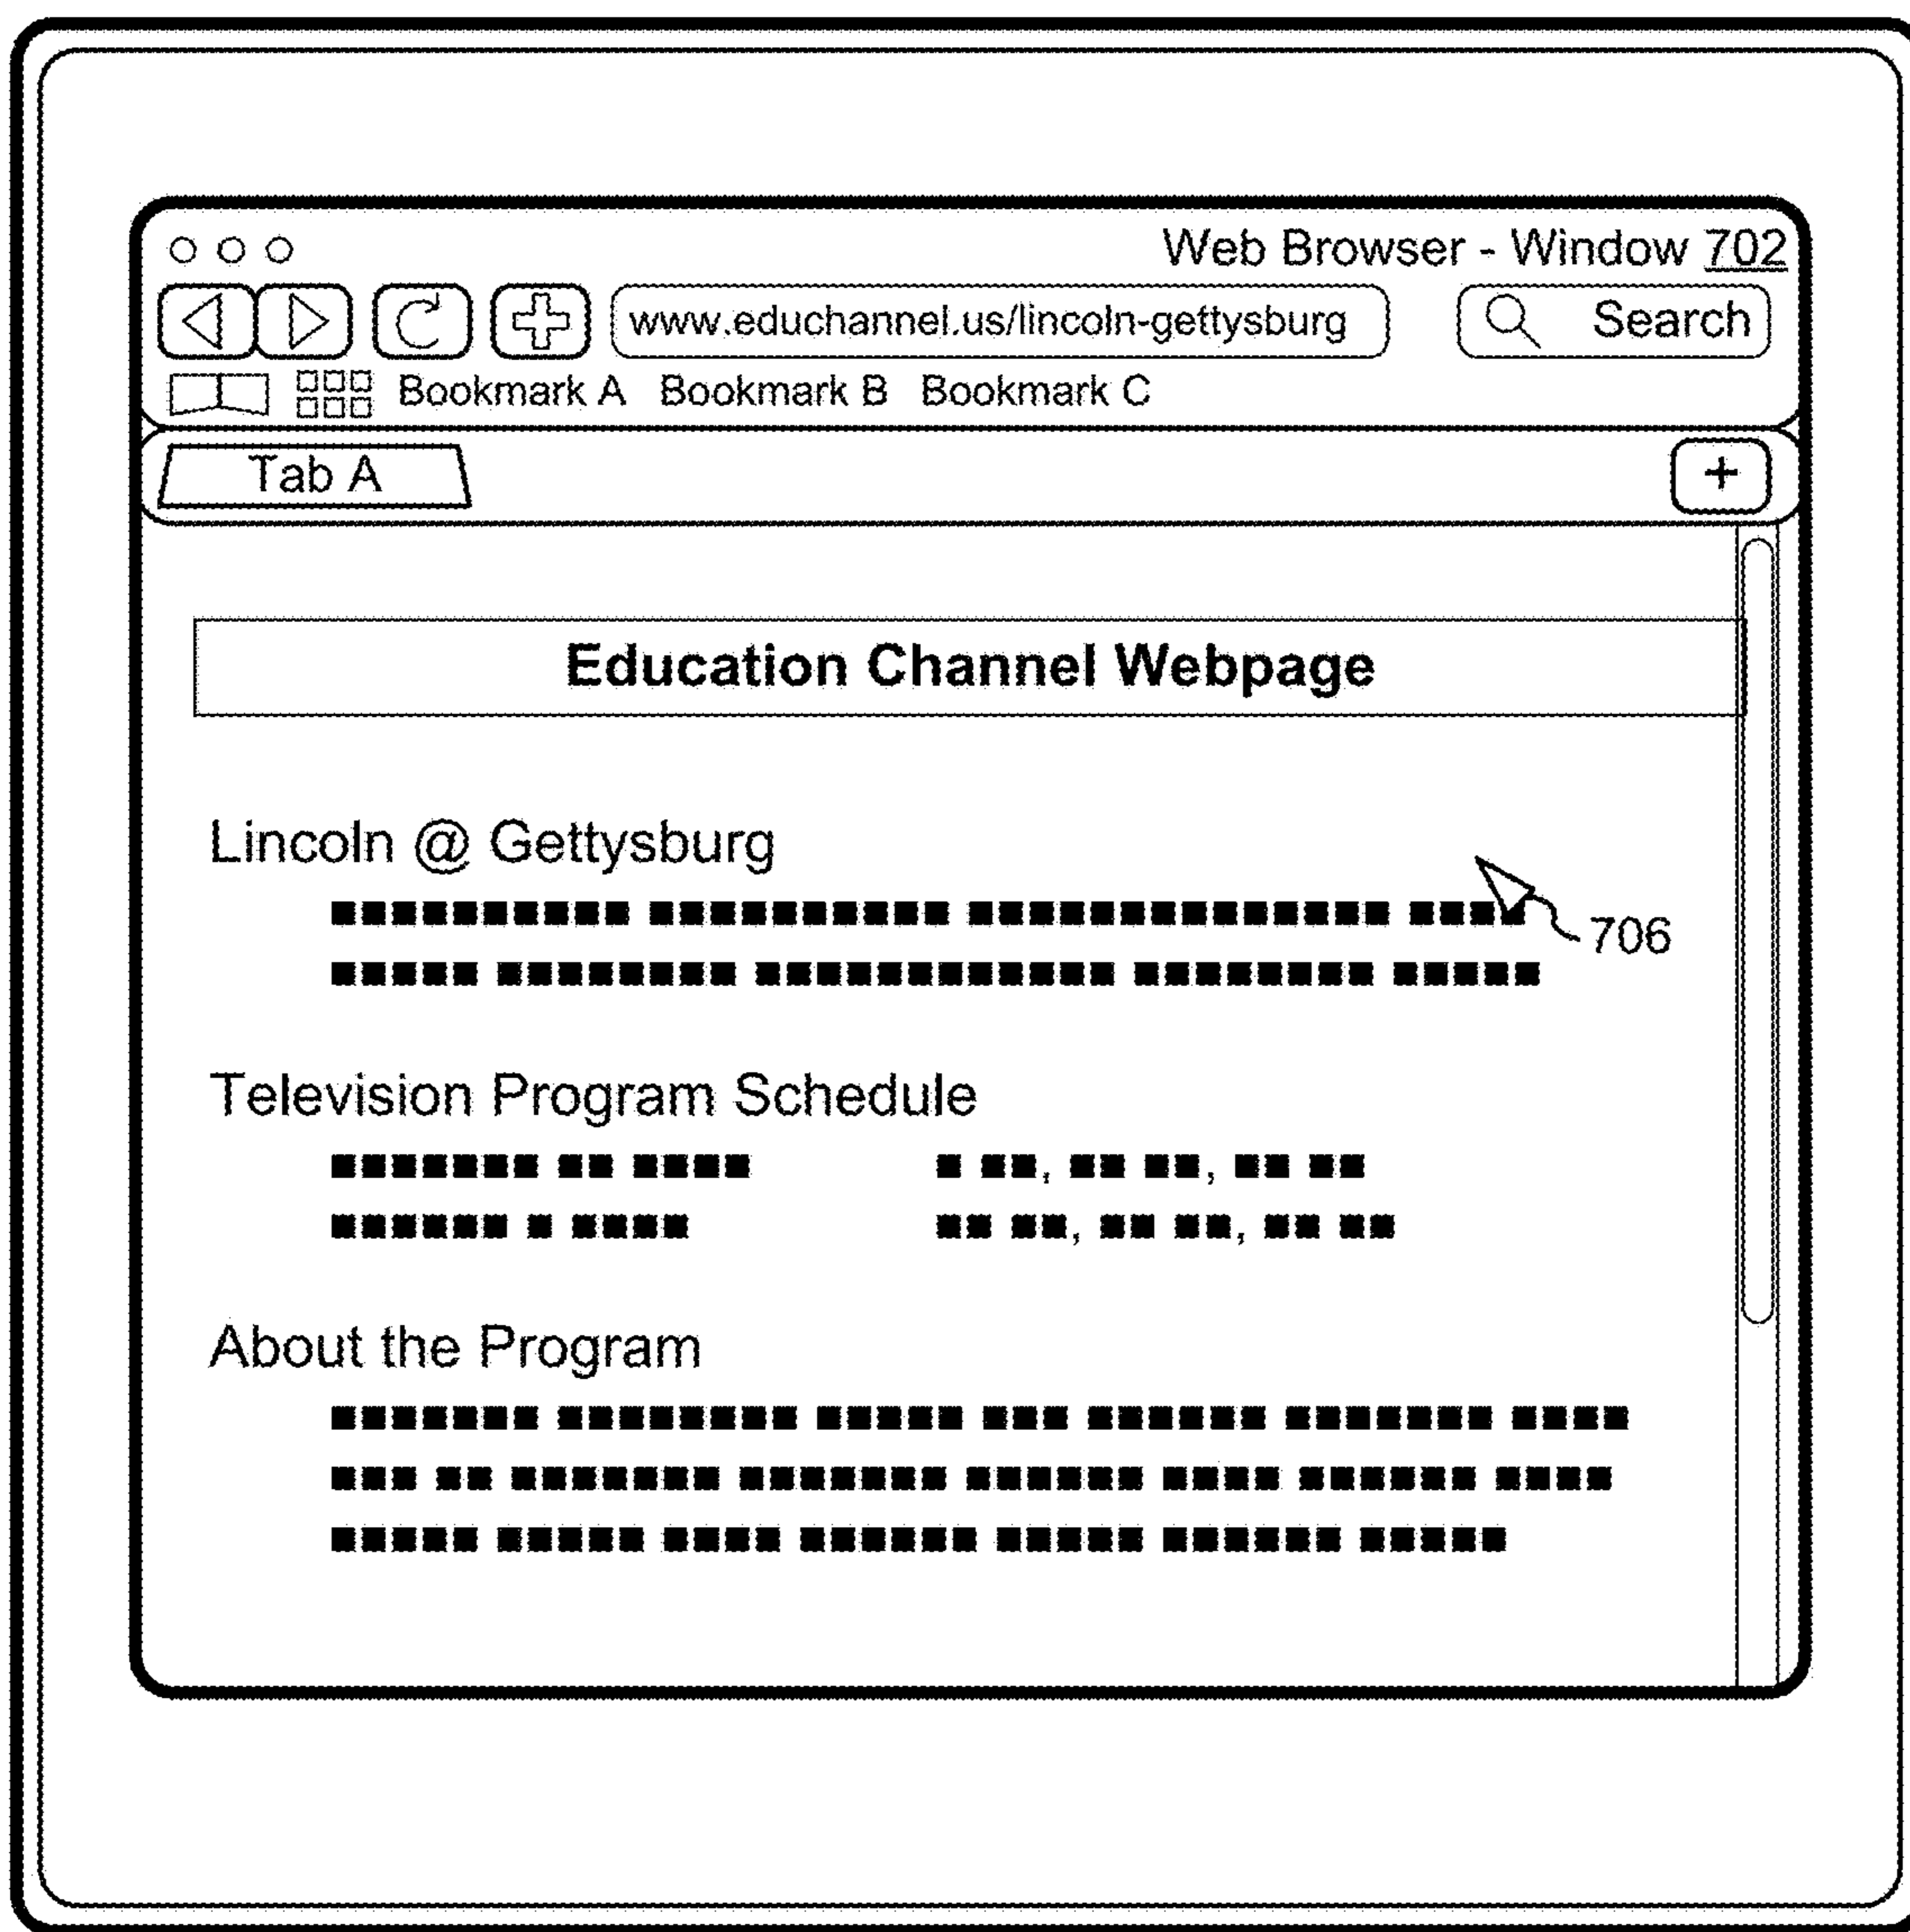 Web Browser - Window 702
www.educhannel.us/lincoln-gettysburg
Search
Bookmark A Bookmark B Bookmark C
Tab A
+
Education Channel Webpage
Lincoln @ Gettysburg
706
Television Program Schedule
About the Program